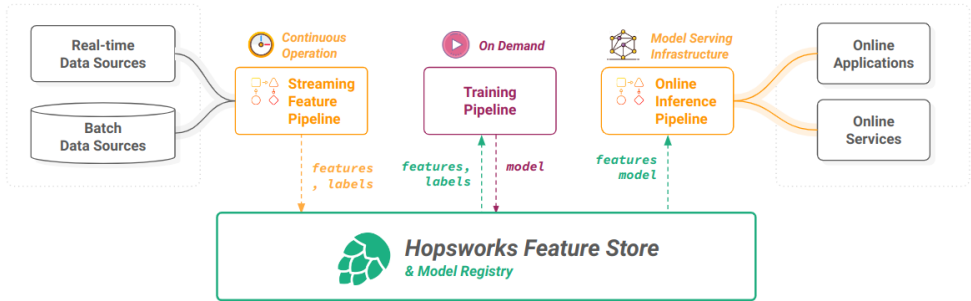 Real-time
Data Sources
Batch
Data Sources
Continuous
Operation
Streaming
Feature
Pipeline
features
, labels
On Demand
Training
Pipeline
features,
labels
model
Model Serving
Infrastructure
Online
Inference
Pipeline
features
model
Online
Applications
Online
Services
Hopsworks Feature Store
& Model Registry